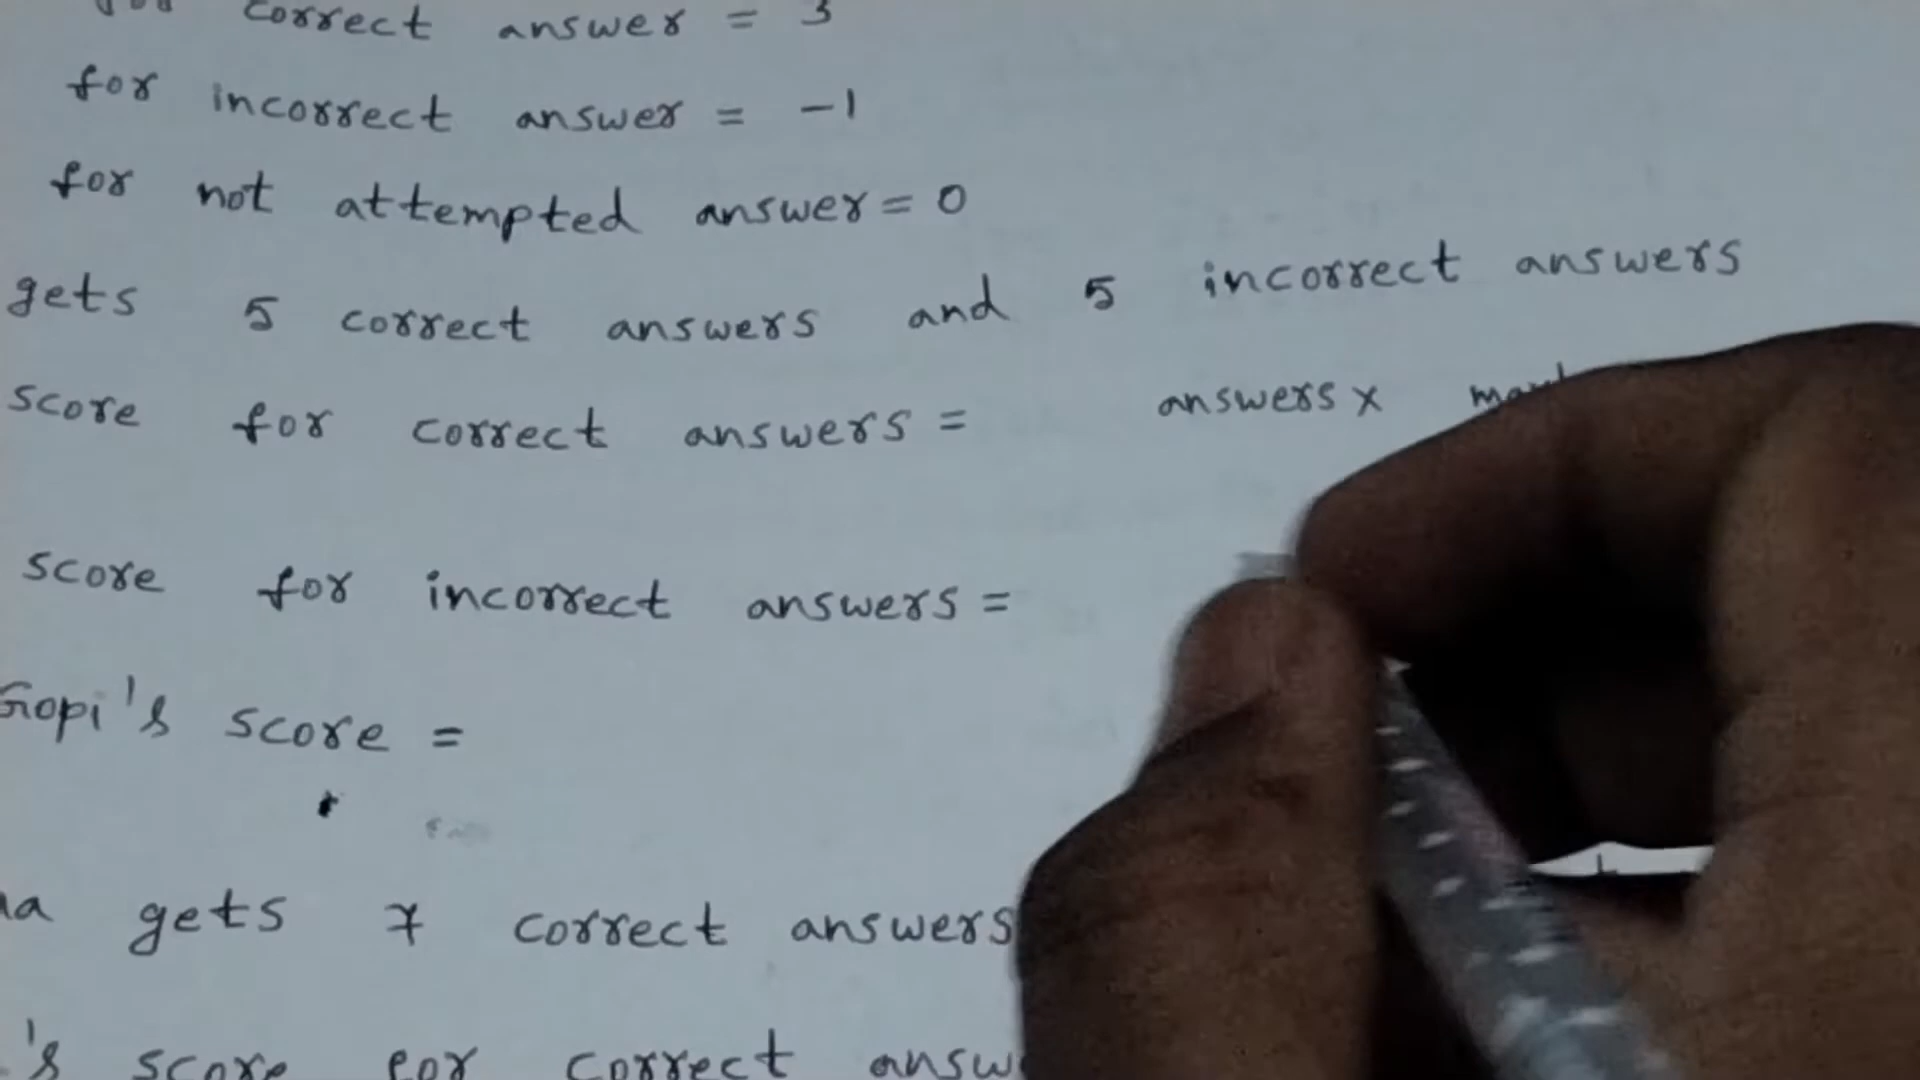 correct answer = 3
for incorrect answer = -1
for not attempted answer = 0
gets 5 correct answers and 5 incorrect answers
score for correct answers = answers x
score for incorrect answers =
Gopi's score =
gets 7 correct answers
's score for correct